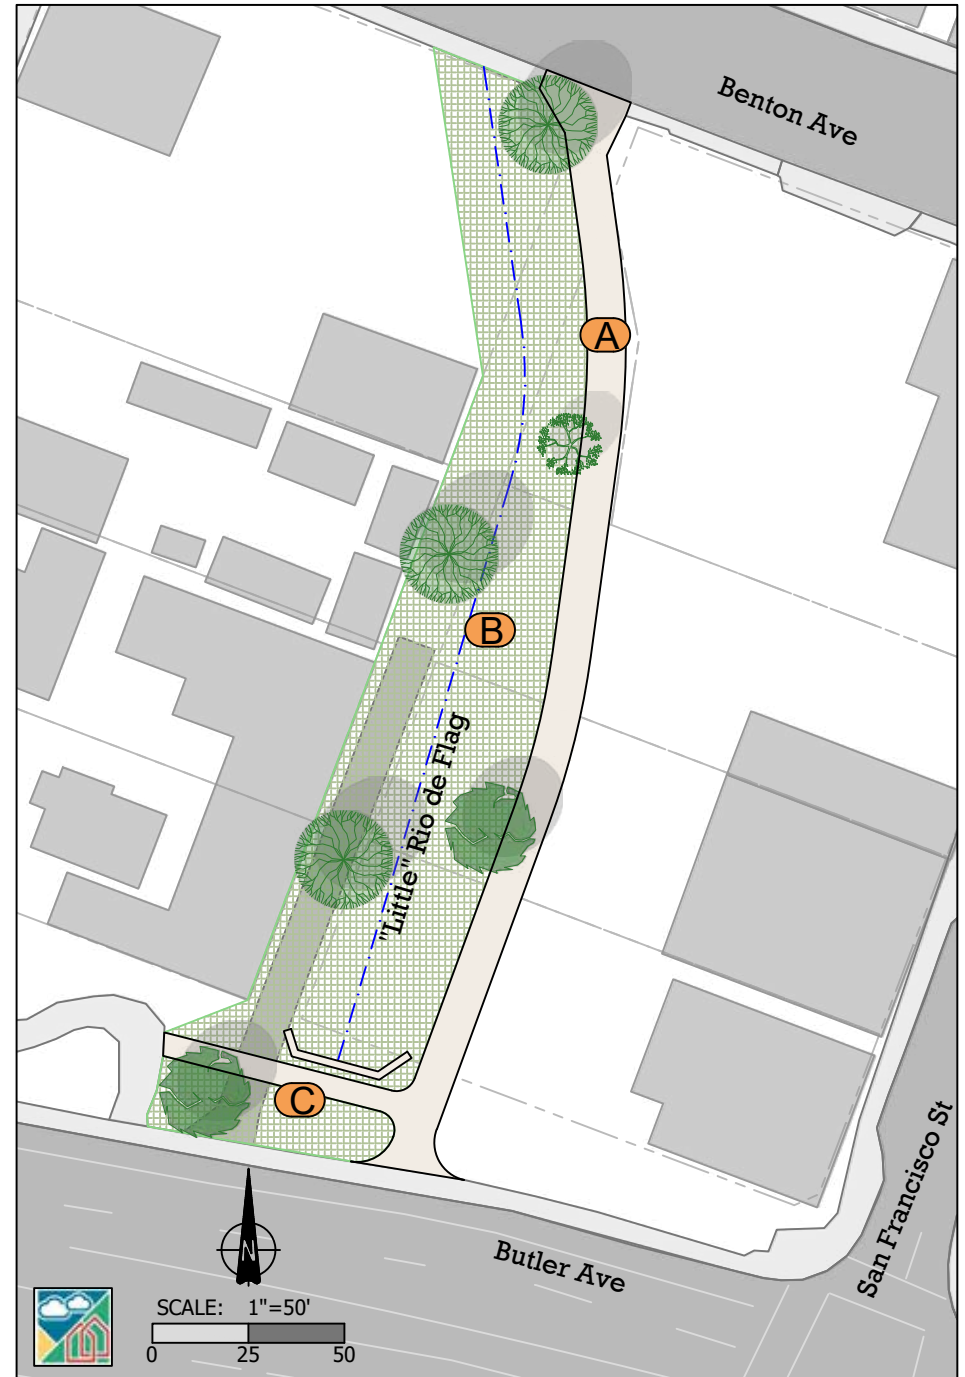 Benton Ave
A
B
"Little" Rio de Flag
C
San Francisco St
Butler Ave
N
SCALE: 1"=50'
0 25 50